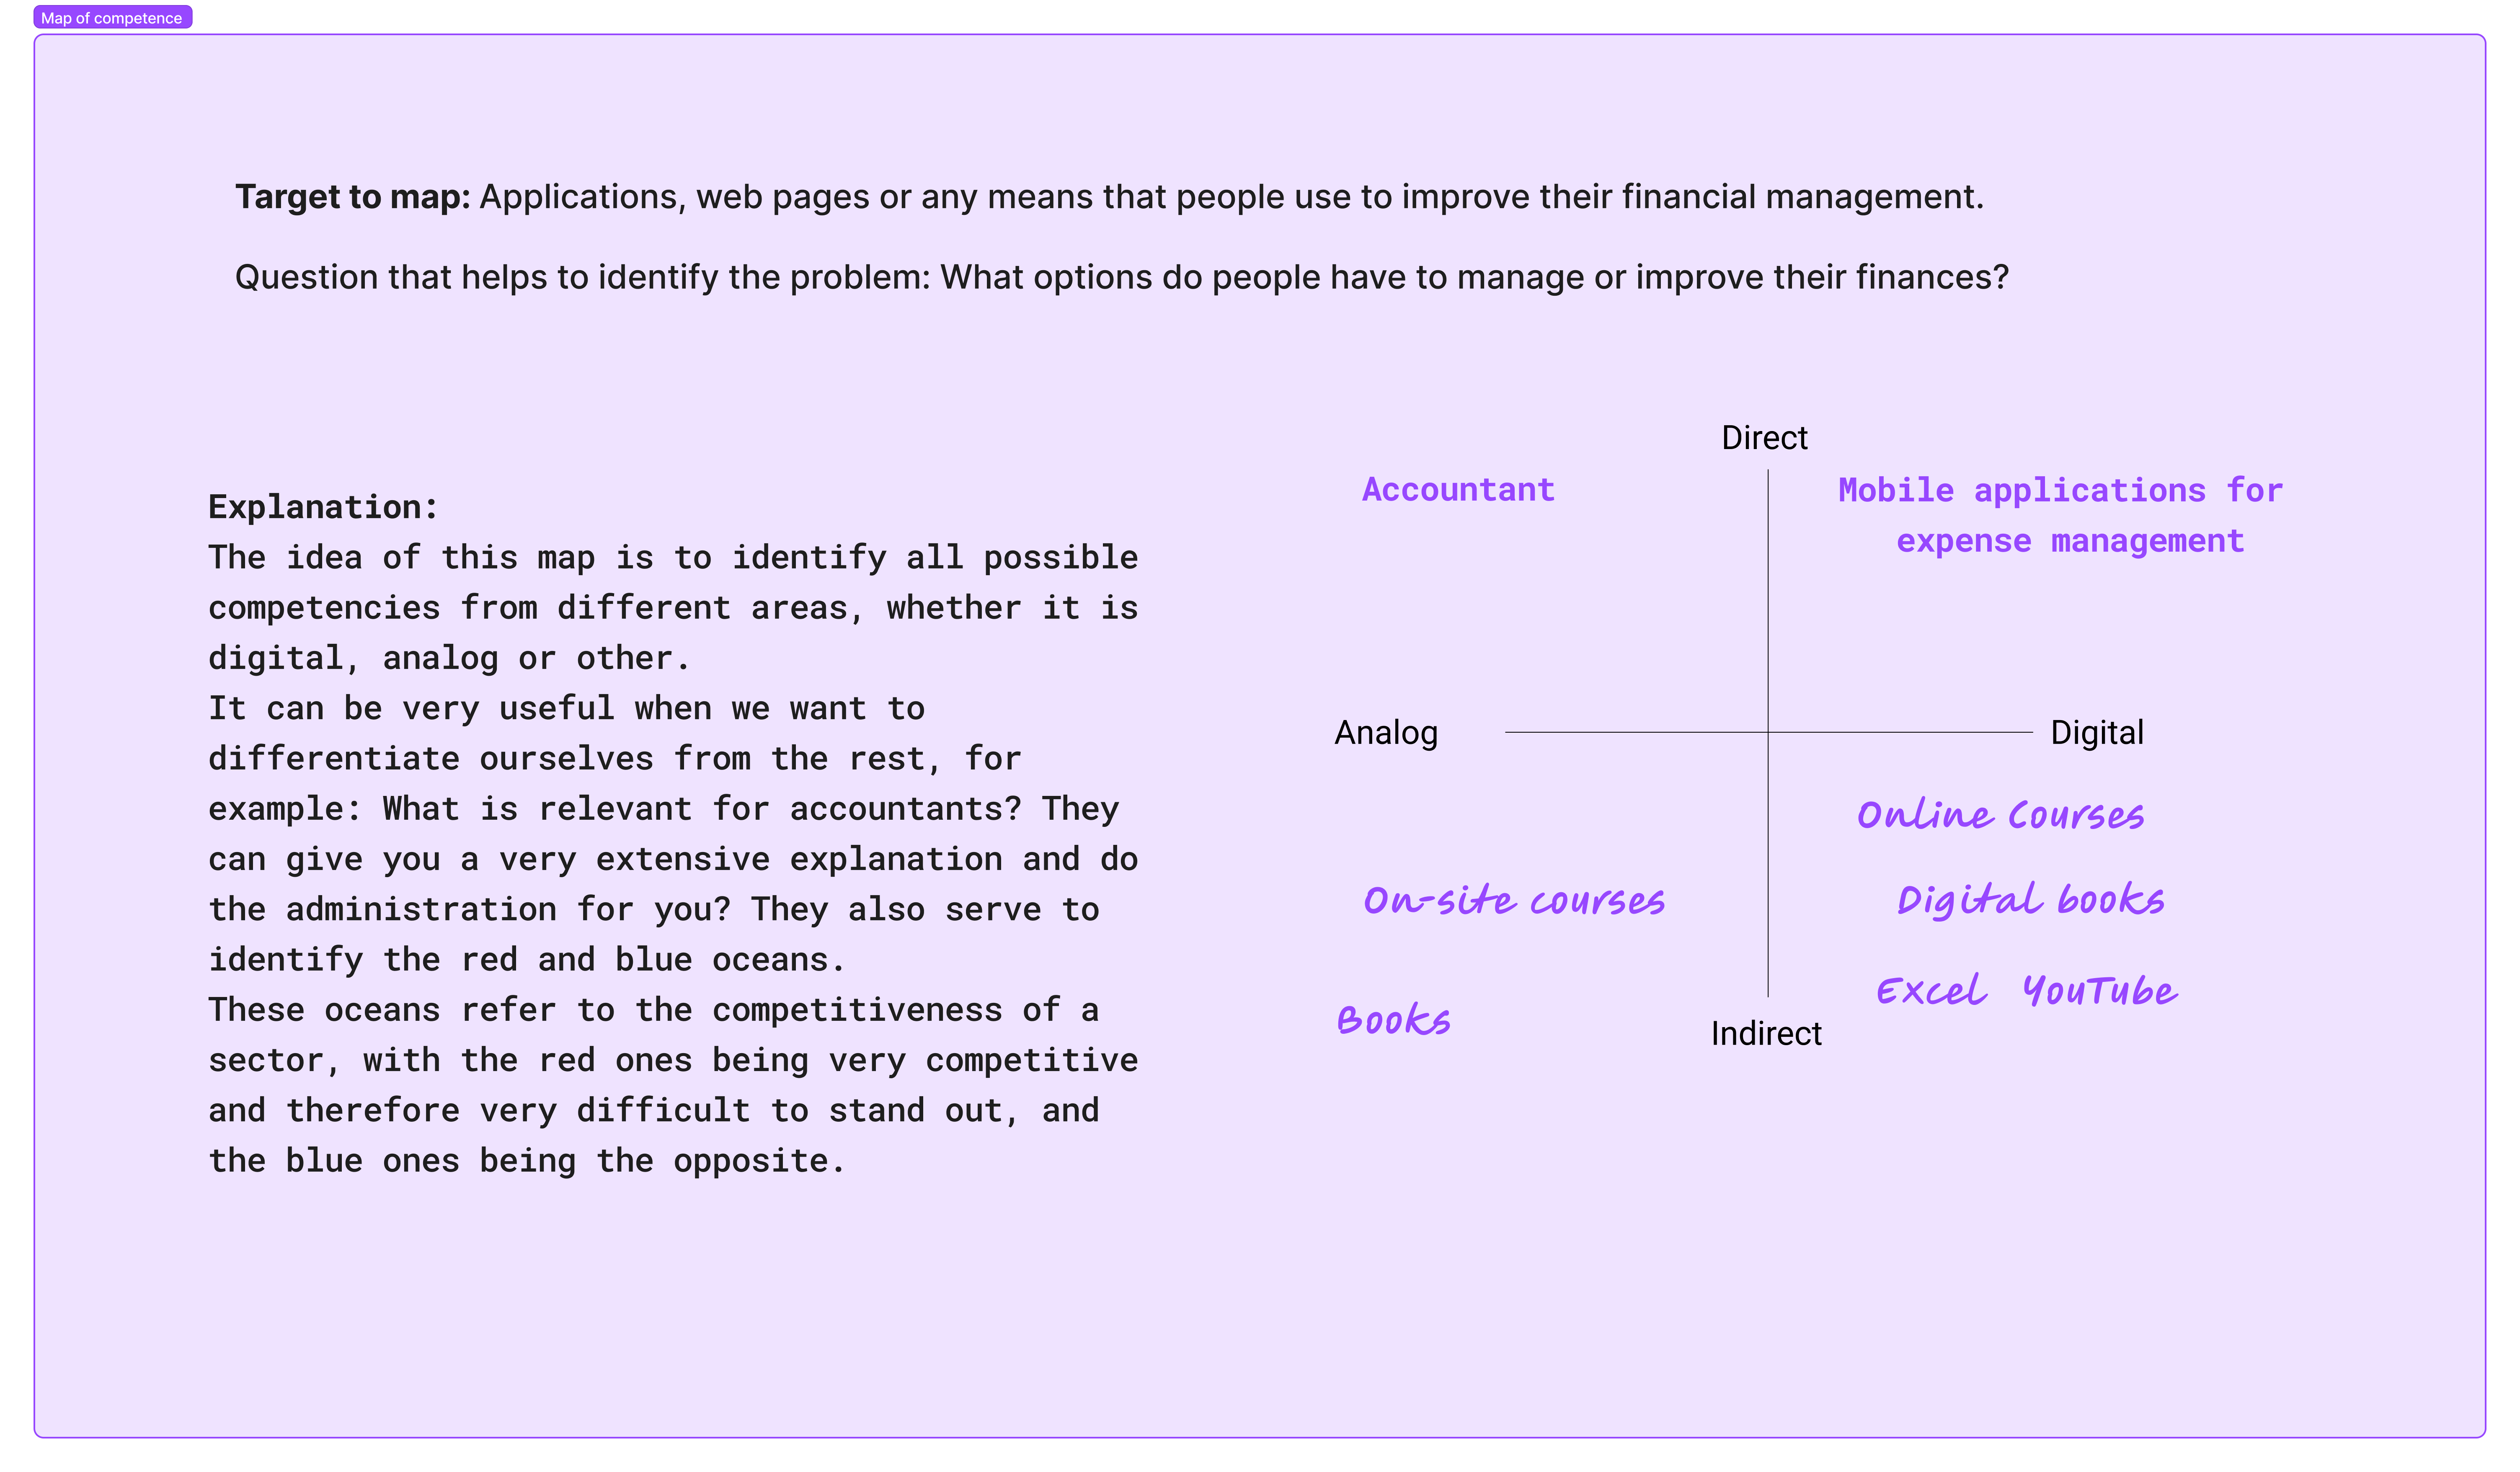 Map of competence
Target to map: Applications, web pages or any means that people use to improve their financial management.
Question that helps to identify the problem: What options do people have to manage or improve their finances?
Explanation:
The idea of this map is to identify all possible
competencies from different areas, whether it is
digital, analog or other.
It can be very useful when we want to
differentiate ourselves from the rest, for
example: What is relevant for accountants? They
can give you a very extensive explanation and do
the administration for you? They also serve to
identify the red and blue oceans.
These oceans refer to the competitiveness of a
sector, with the red ones being very competitive
and therefore very difficult to stand out, and
the blue ones being the opposite.
Direct
Accountant
Mobile applications for
expense management
Analog
Digital
Online Courses
On-site courses
Digital books
Excel YouTube
Books
Indirect